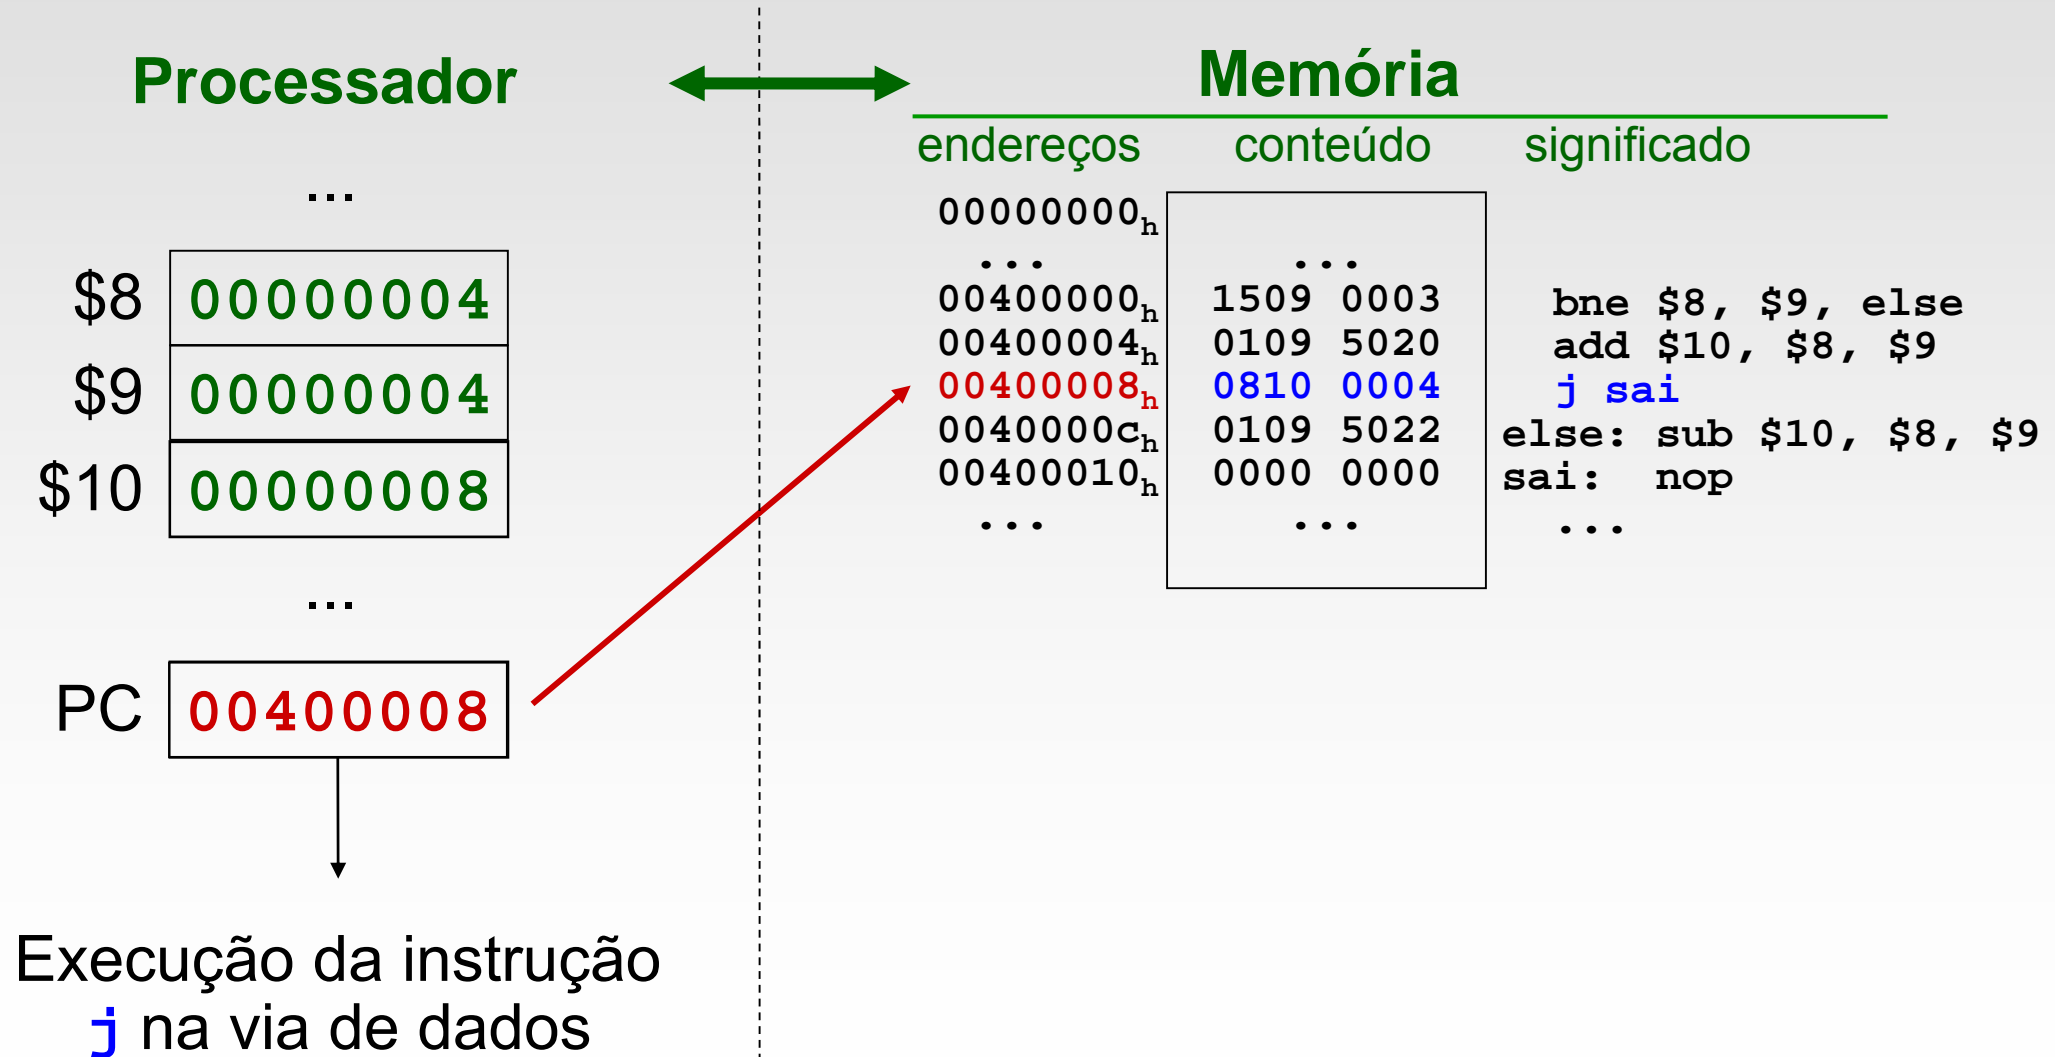 Processador
Memória
endereços conteúdo significado
...
$8 00000004
$9 00000004
$10 00000008
...
PC 00400008
Execução da instrução
j na via de dados
00000000h
... ...
00400000h 1509 0003 bne $8, $9, else
00400004h 0109 5020 add $10, $8, $9
00400008h 0810 0004 j sai
0040000ch 0109 5022 else: sub $10, $8, $9
00400010h 0000 0000 sai: nop
... ... ...